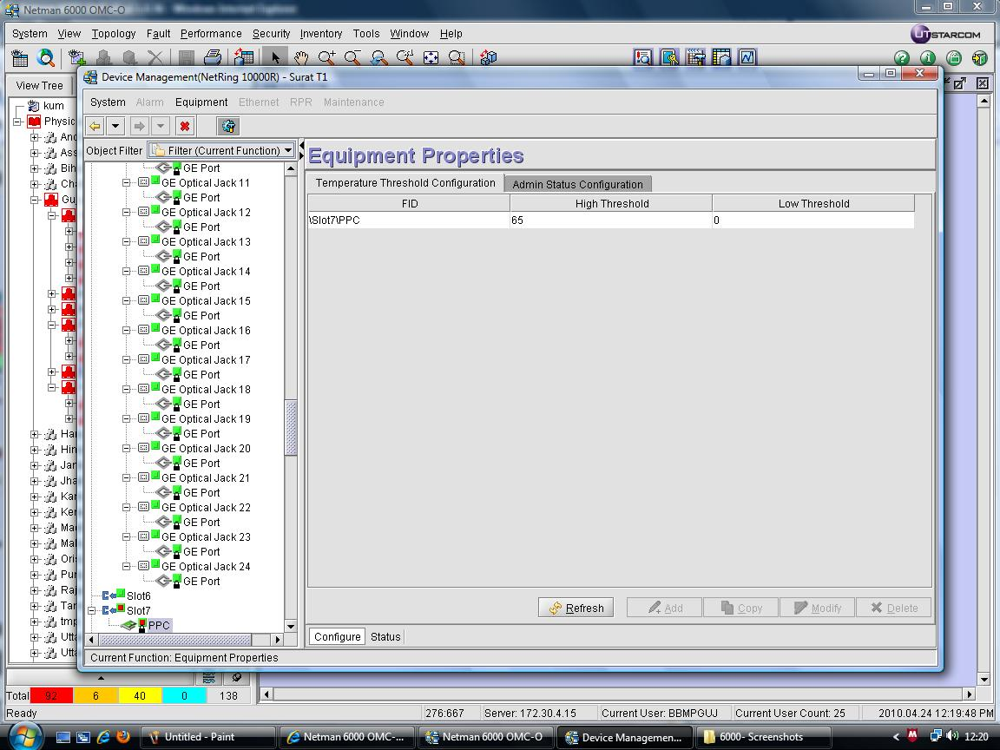 Netman 6000 OMC-O
System View Topology Fault Performance Security Inventory Tools Window Help
UTSTARCOM
View Tree
kum
Physic
And
Ass
Bih
Cha
Gu
Har
Hin
Jar
Jha
Kar
Ker
Ma
Mal
Oris
Pur
Raj
Tar
tmp
Utt
Utt
Device Management(NetRing 10000R) - Surat T1
System Alarm Equipment Ethernet RPR Maintenance
Object Filter Filter (Current Function)
GE Port
GE Optical Jack 11
GE Port
GE Optical Jack 12
GE Port
GE Optical Jack 13
GE Port
GE Optical Jack 14
GE Port
GE Optical Jack 15
GE Port
GE Optical Jack 16
GE Port
GE Optical Jack 17
GE Port
GE Optical Jack 18
GE Port
GE Optical Jack 19
GE Port
GE Optical Jack 20
GE Port
GE Optical Jack 21
GE Port
GE Optical Jack 22
GE Port
GE Optical Jack 23
GE Port
GE Optical Jack 24
GE Port
Slot6
Slot7
PPC
Equipment Properties
Temperature Threshold Configuration Admin Status Configuration
FID High Threshold Low Threshold
\Slot7\PPC 65 0
Refresh Add Copy Modify Delete
Configure Status
Current Function: Equipment Properties
Total 92 6 40 0 138
Ready 276:667 Server: 172.30.4.15 Current User: BBMPGUJ Current User Count: 25 2010.04.24 12:19:48 PM
Untitled - Paint Netman 6000 OMC-... Netman 6000 OMC-O Device Managemen... 6000- Screenshots 12:20